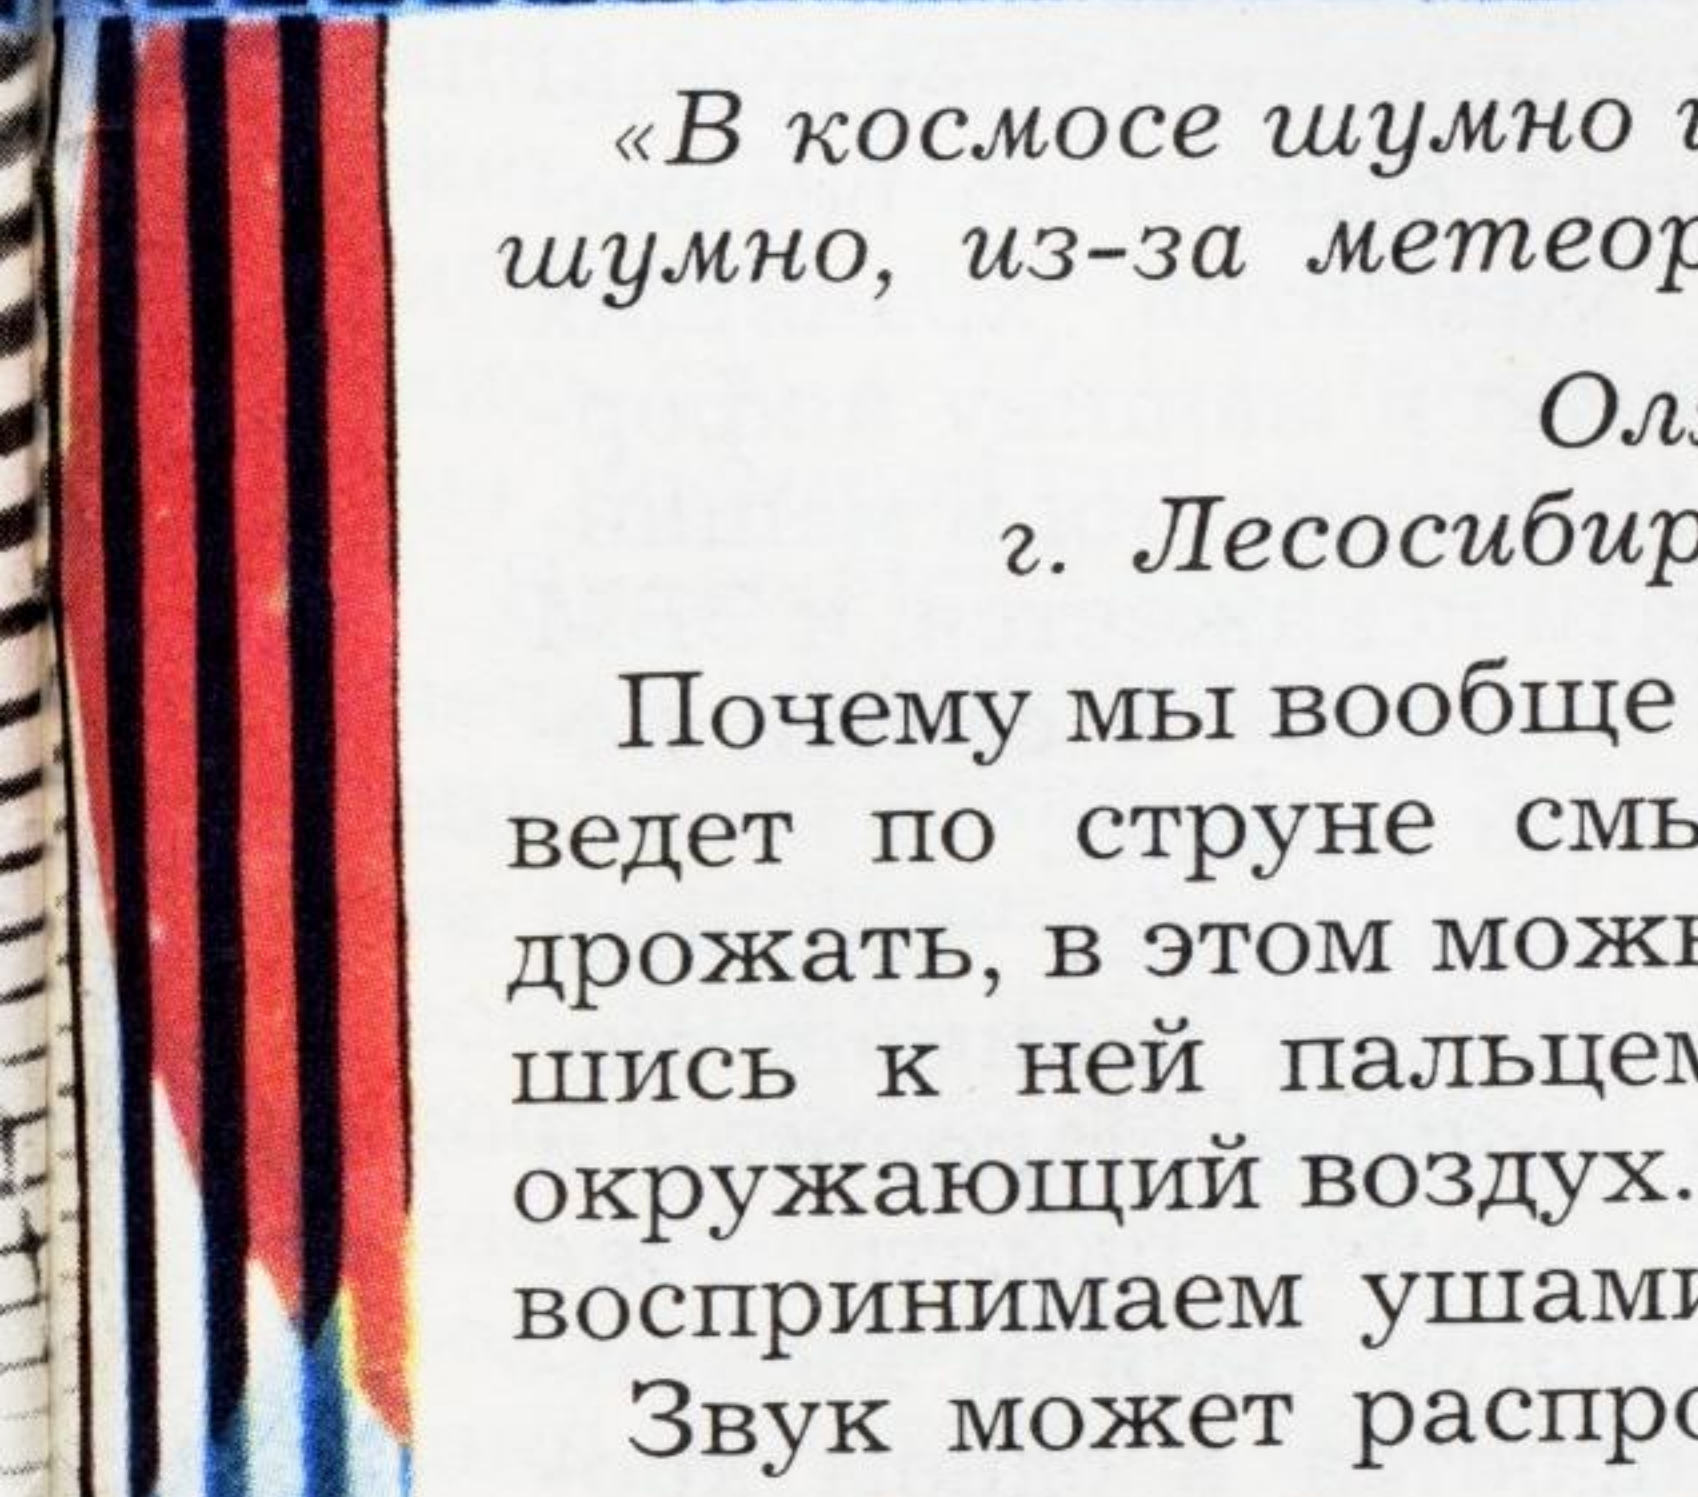 «В космосе шумно
шумно, из-за метеор
Оля
г. Лесосибир
Почему мы вообще
ведет по струне смы
дрожать, в этом можн
шись к ней пальцем
окружающий воздух.
воспринимаем ушами
Звук может распро